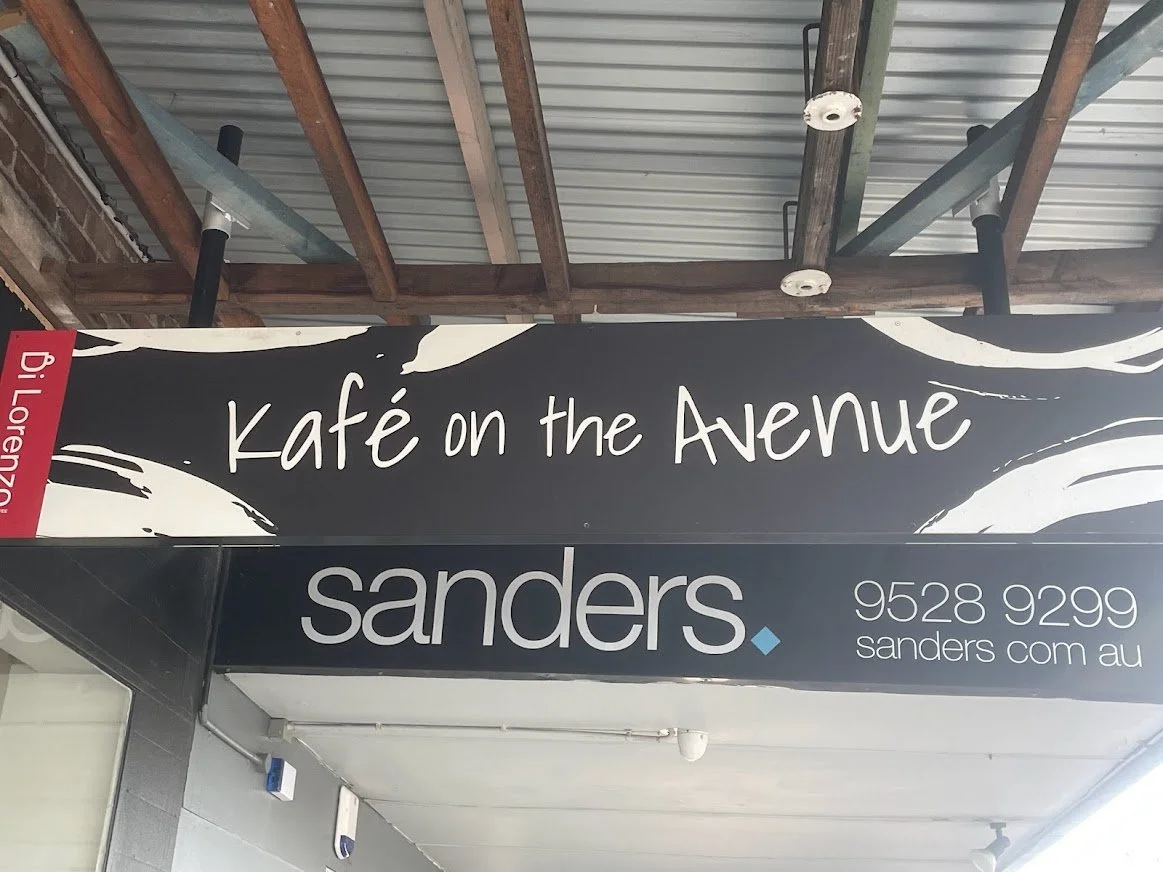 Di Lorenzo
Kafé on the Avenue
sanders.
9528 9299
sanders com au